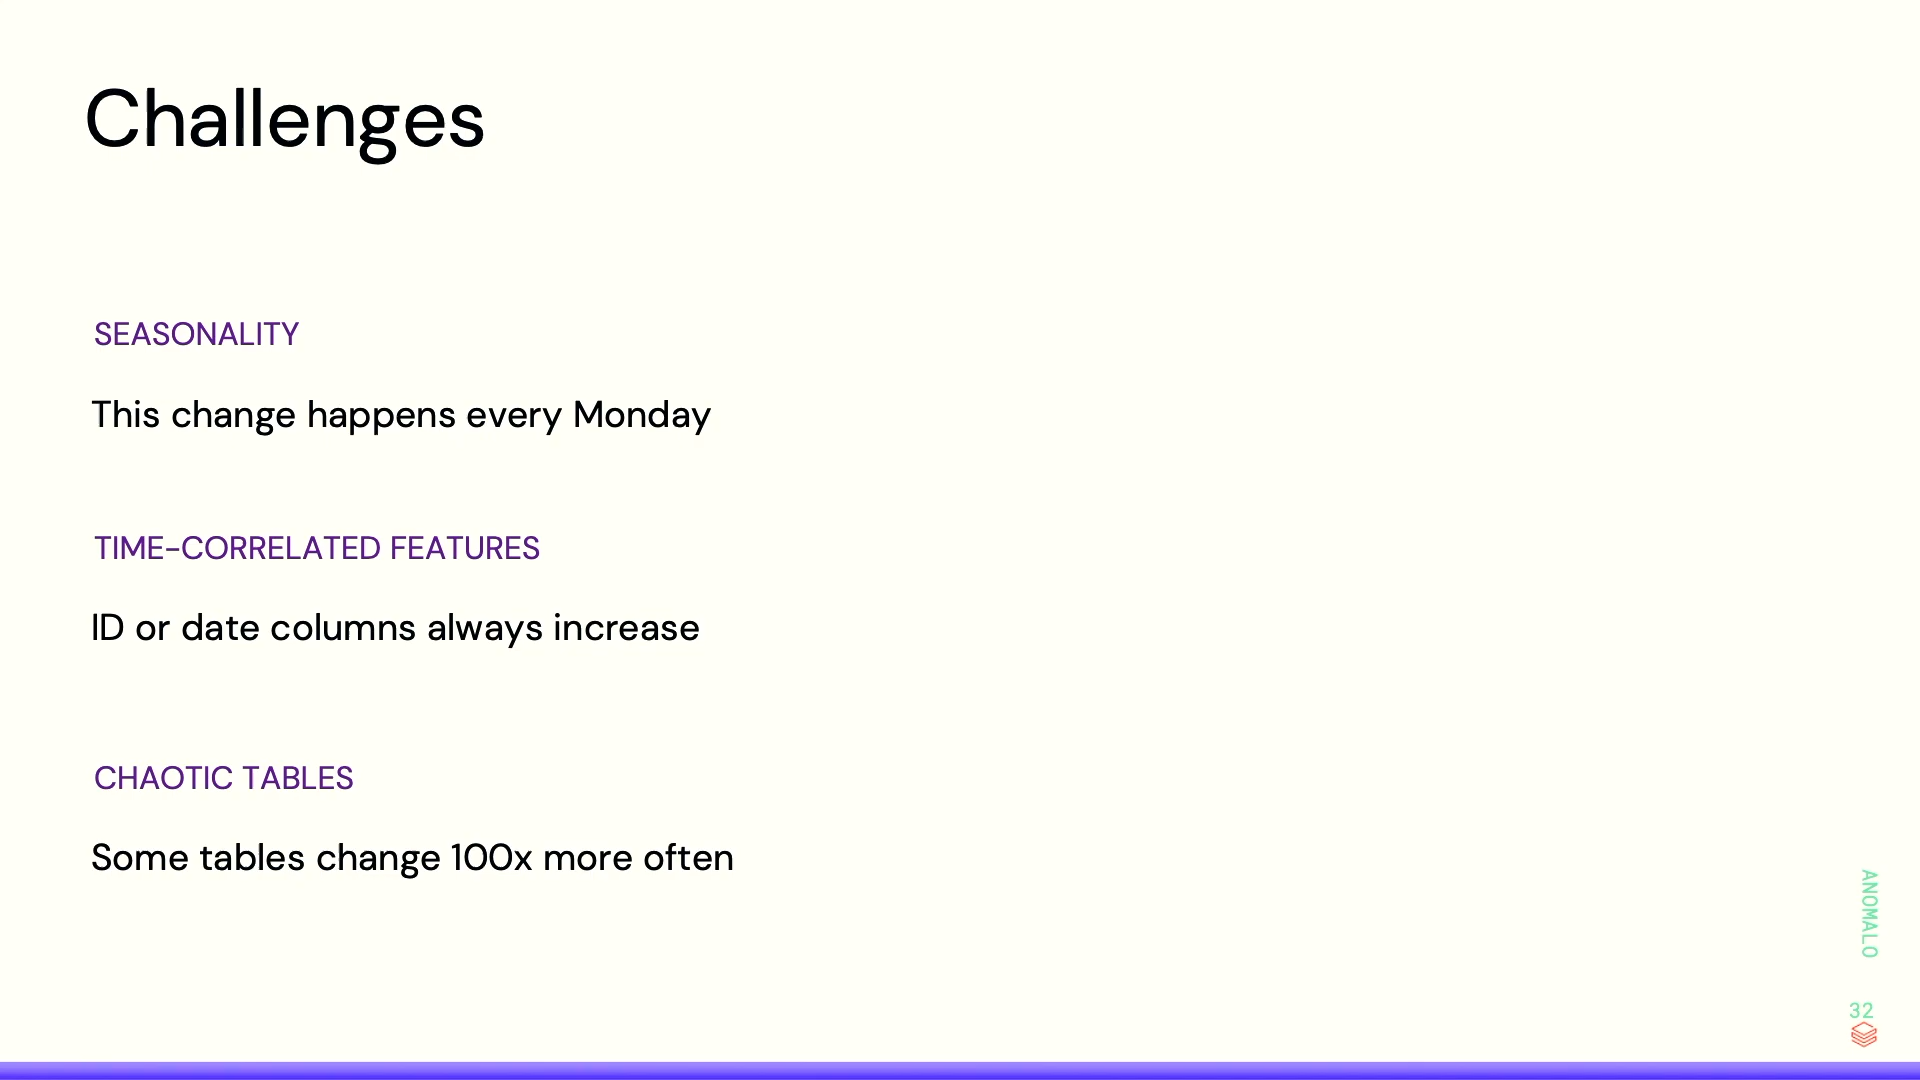 Challenges
SEASONALITY
This change happens every Monday
TIME-CORRELATED FEATURES
ID or date columns always increase
CHAOTIC TABLES
Some tables change 100x more often
ANOMALO
32